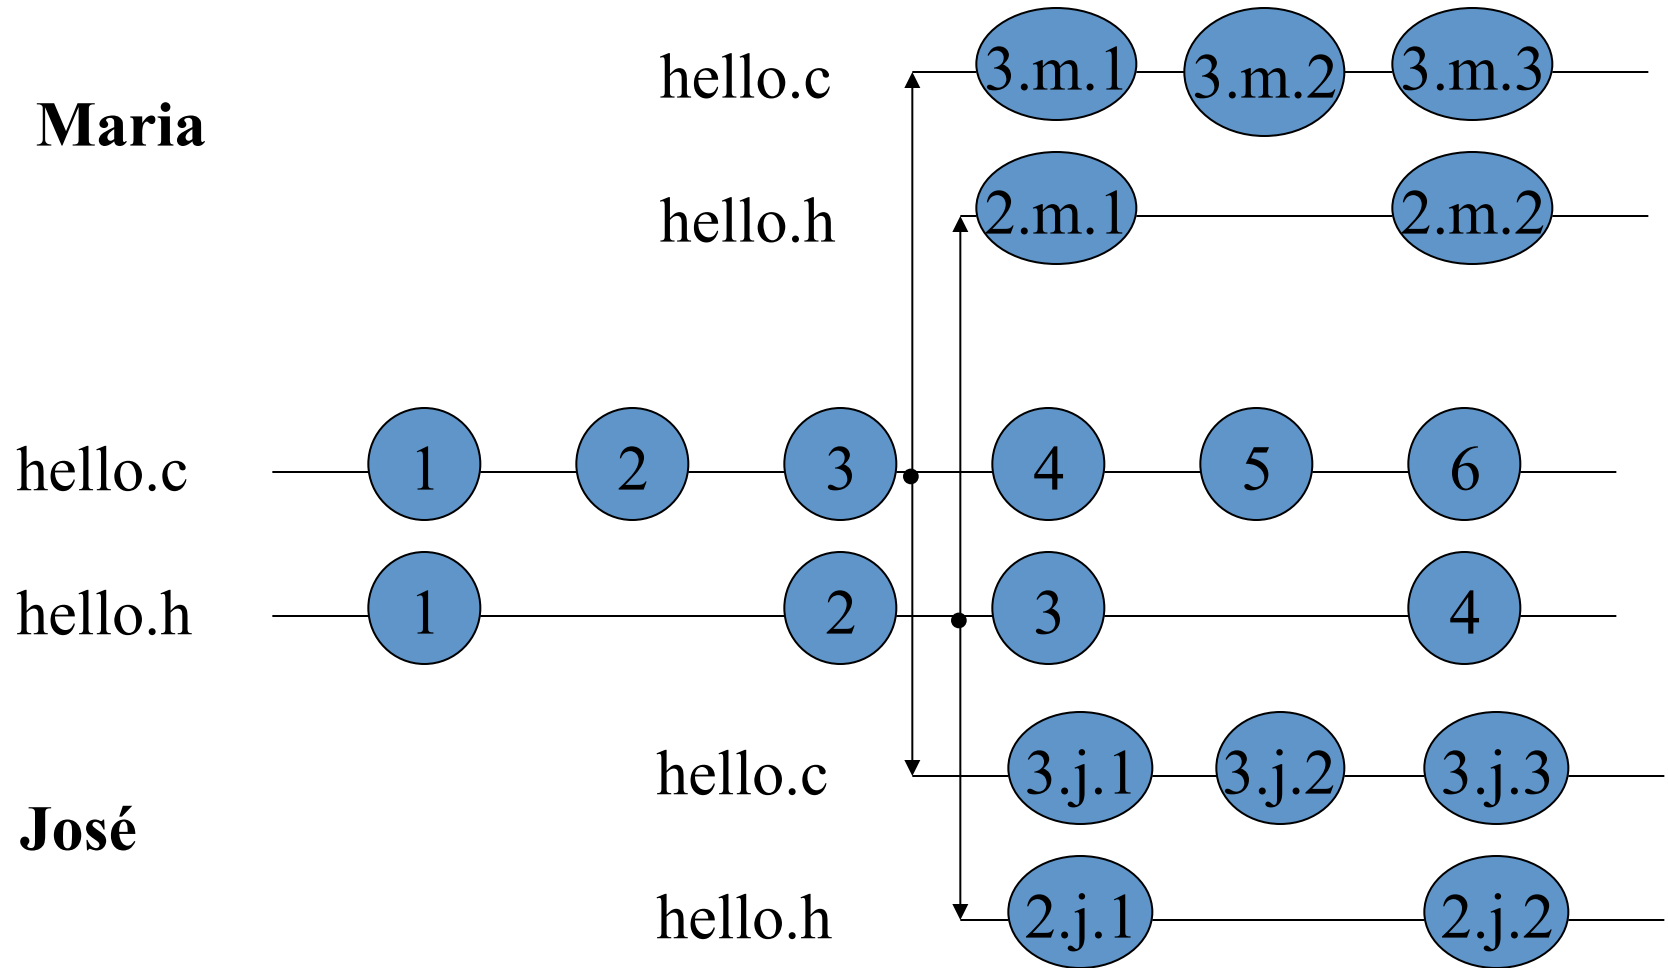 hello.c 3.m.1 3.m.2 3.m.3
Maria
hello.h 2.m.1 2.m.2
hello.c 1 2 3 4 5 6
hello.h 1 2 3 4
hello.c 3.j.1 3.j.2 3.j.3
José
hello.h 2.j.1 2.j.2